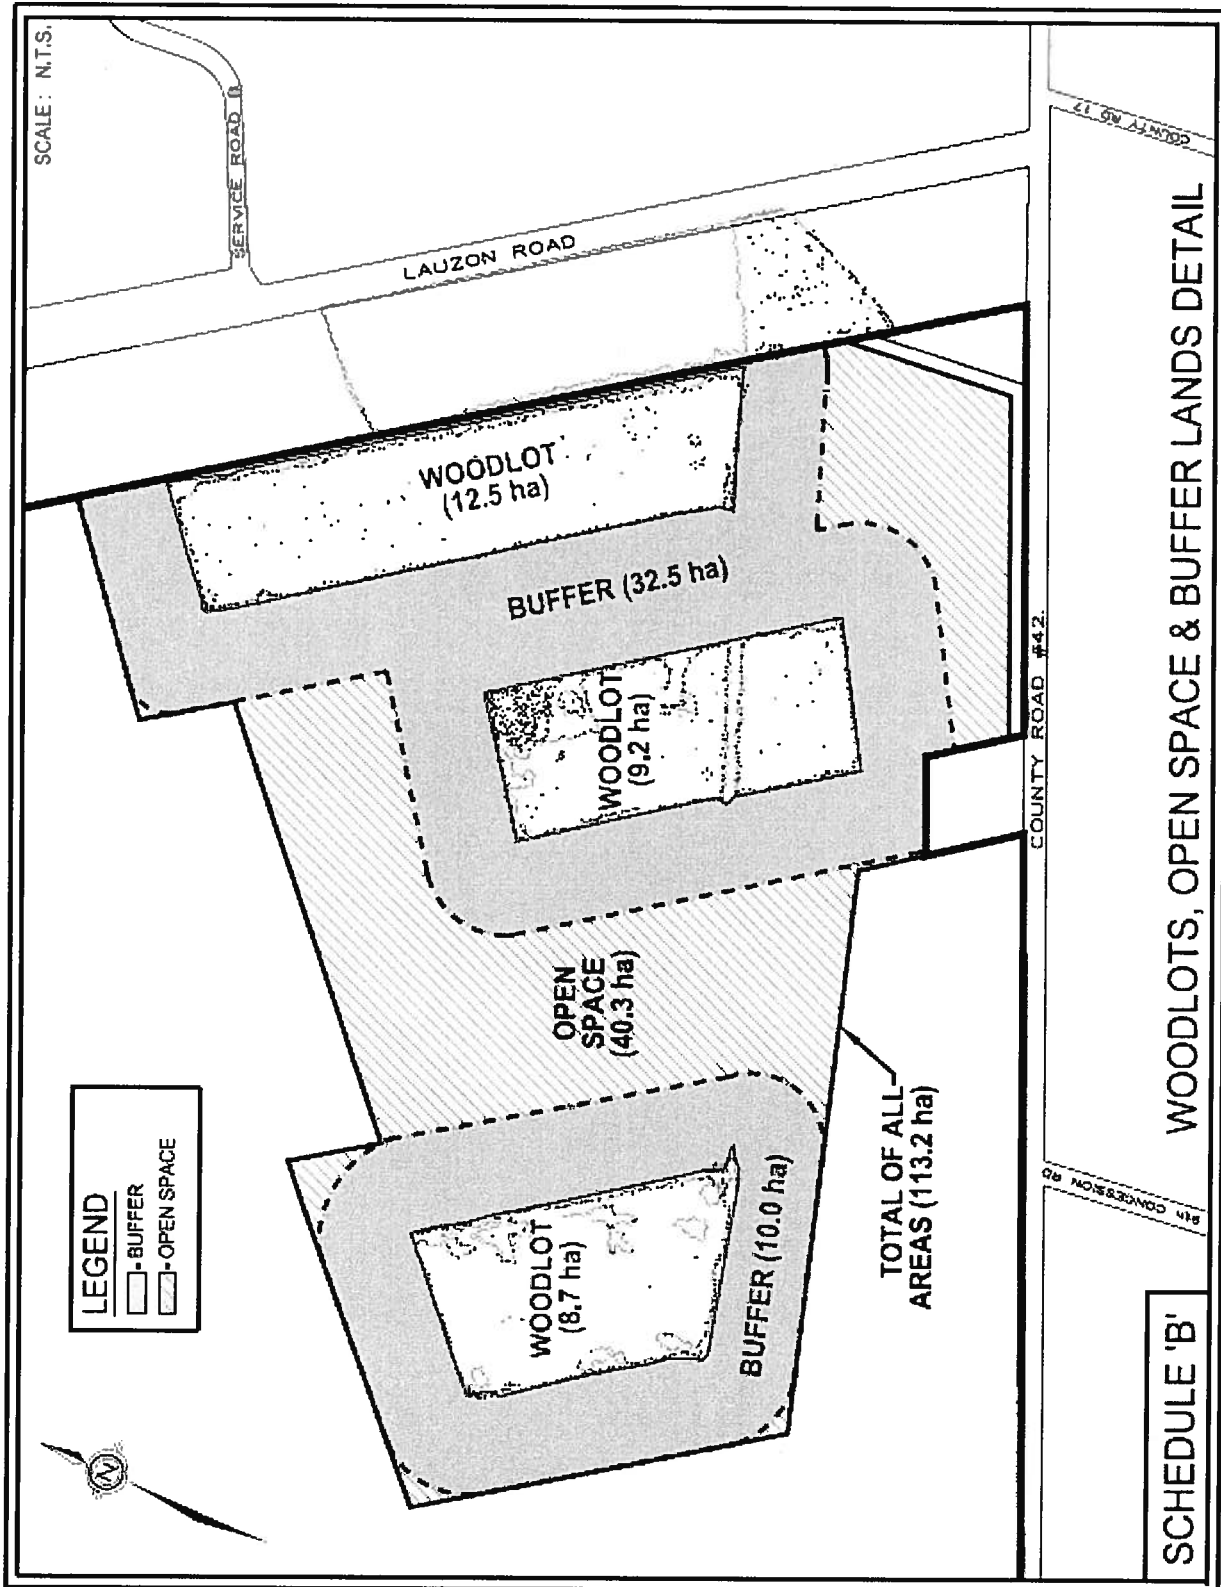 SCALE: N.T.S.
SERVICE ROAD B
LAUZON ROAD
COUNTY RD 17
WOODLOT
(12.5 ha)
BUFFER (32.5 ha)
WOODLOT
(9.2 ha)
COUNTY ROAD #42.
OPEN
SPACE
(40.3 ha)
LEGEND
-BUFFER
-OPEN SPACE
WOODLOT
(8.7 ha)
BUFFER (10.0 ha)
TOTAL OF ALL
AREAS (113.2 ha)
9th CONCESSION RD
N
WOODLOTS, OPEN SPACE & BUFFER LANDS DETAIL
SCHEDULE 'B'